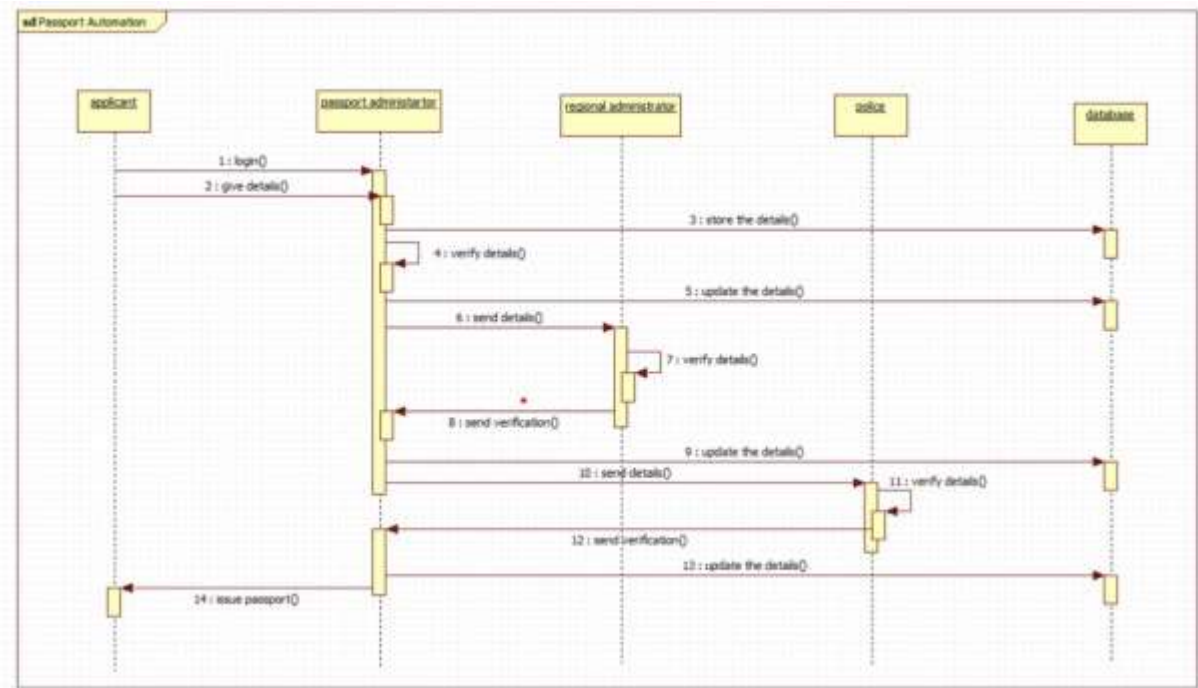 sd Passport Automation
applicant
passport administartor
regional administrator
police
database
1 : login()
2 : give details()
3 : store the details()
4 : verify details()
5 : update the details()
6 : send details()
7 : verify details()
8 : send verification()
9 : update the details()
10 : send details()
11 : verify details()
12 : send verification()
13 : update the details()
14 : issue passport()